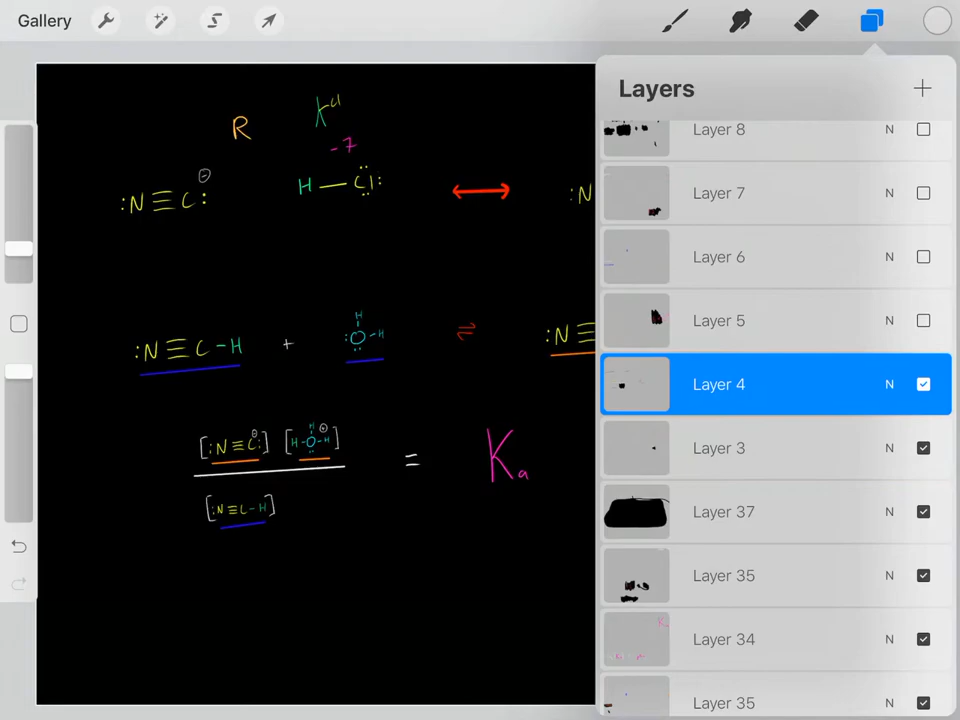 Gallery
Layers
Layer 8 N
Layer 7 N
Layer 6 N
Layer 5 N
Layer 4 N
Layer 3 N
Layer 37 N
Layer 35 N
Layer 34 N
Layer 35 N
R Ka
-7
:N≡C:⊖ H—Cl: ↔ :N
:N≡C-H + H :O-H ⇌ :N≡
[:N≡C:⊖] [H-O-H H ⊕]
= Ka
[:N≡C-H]